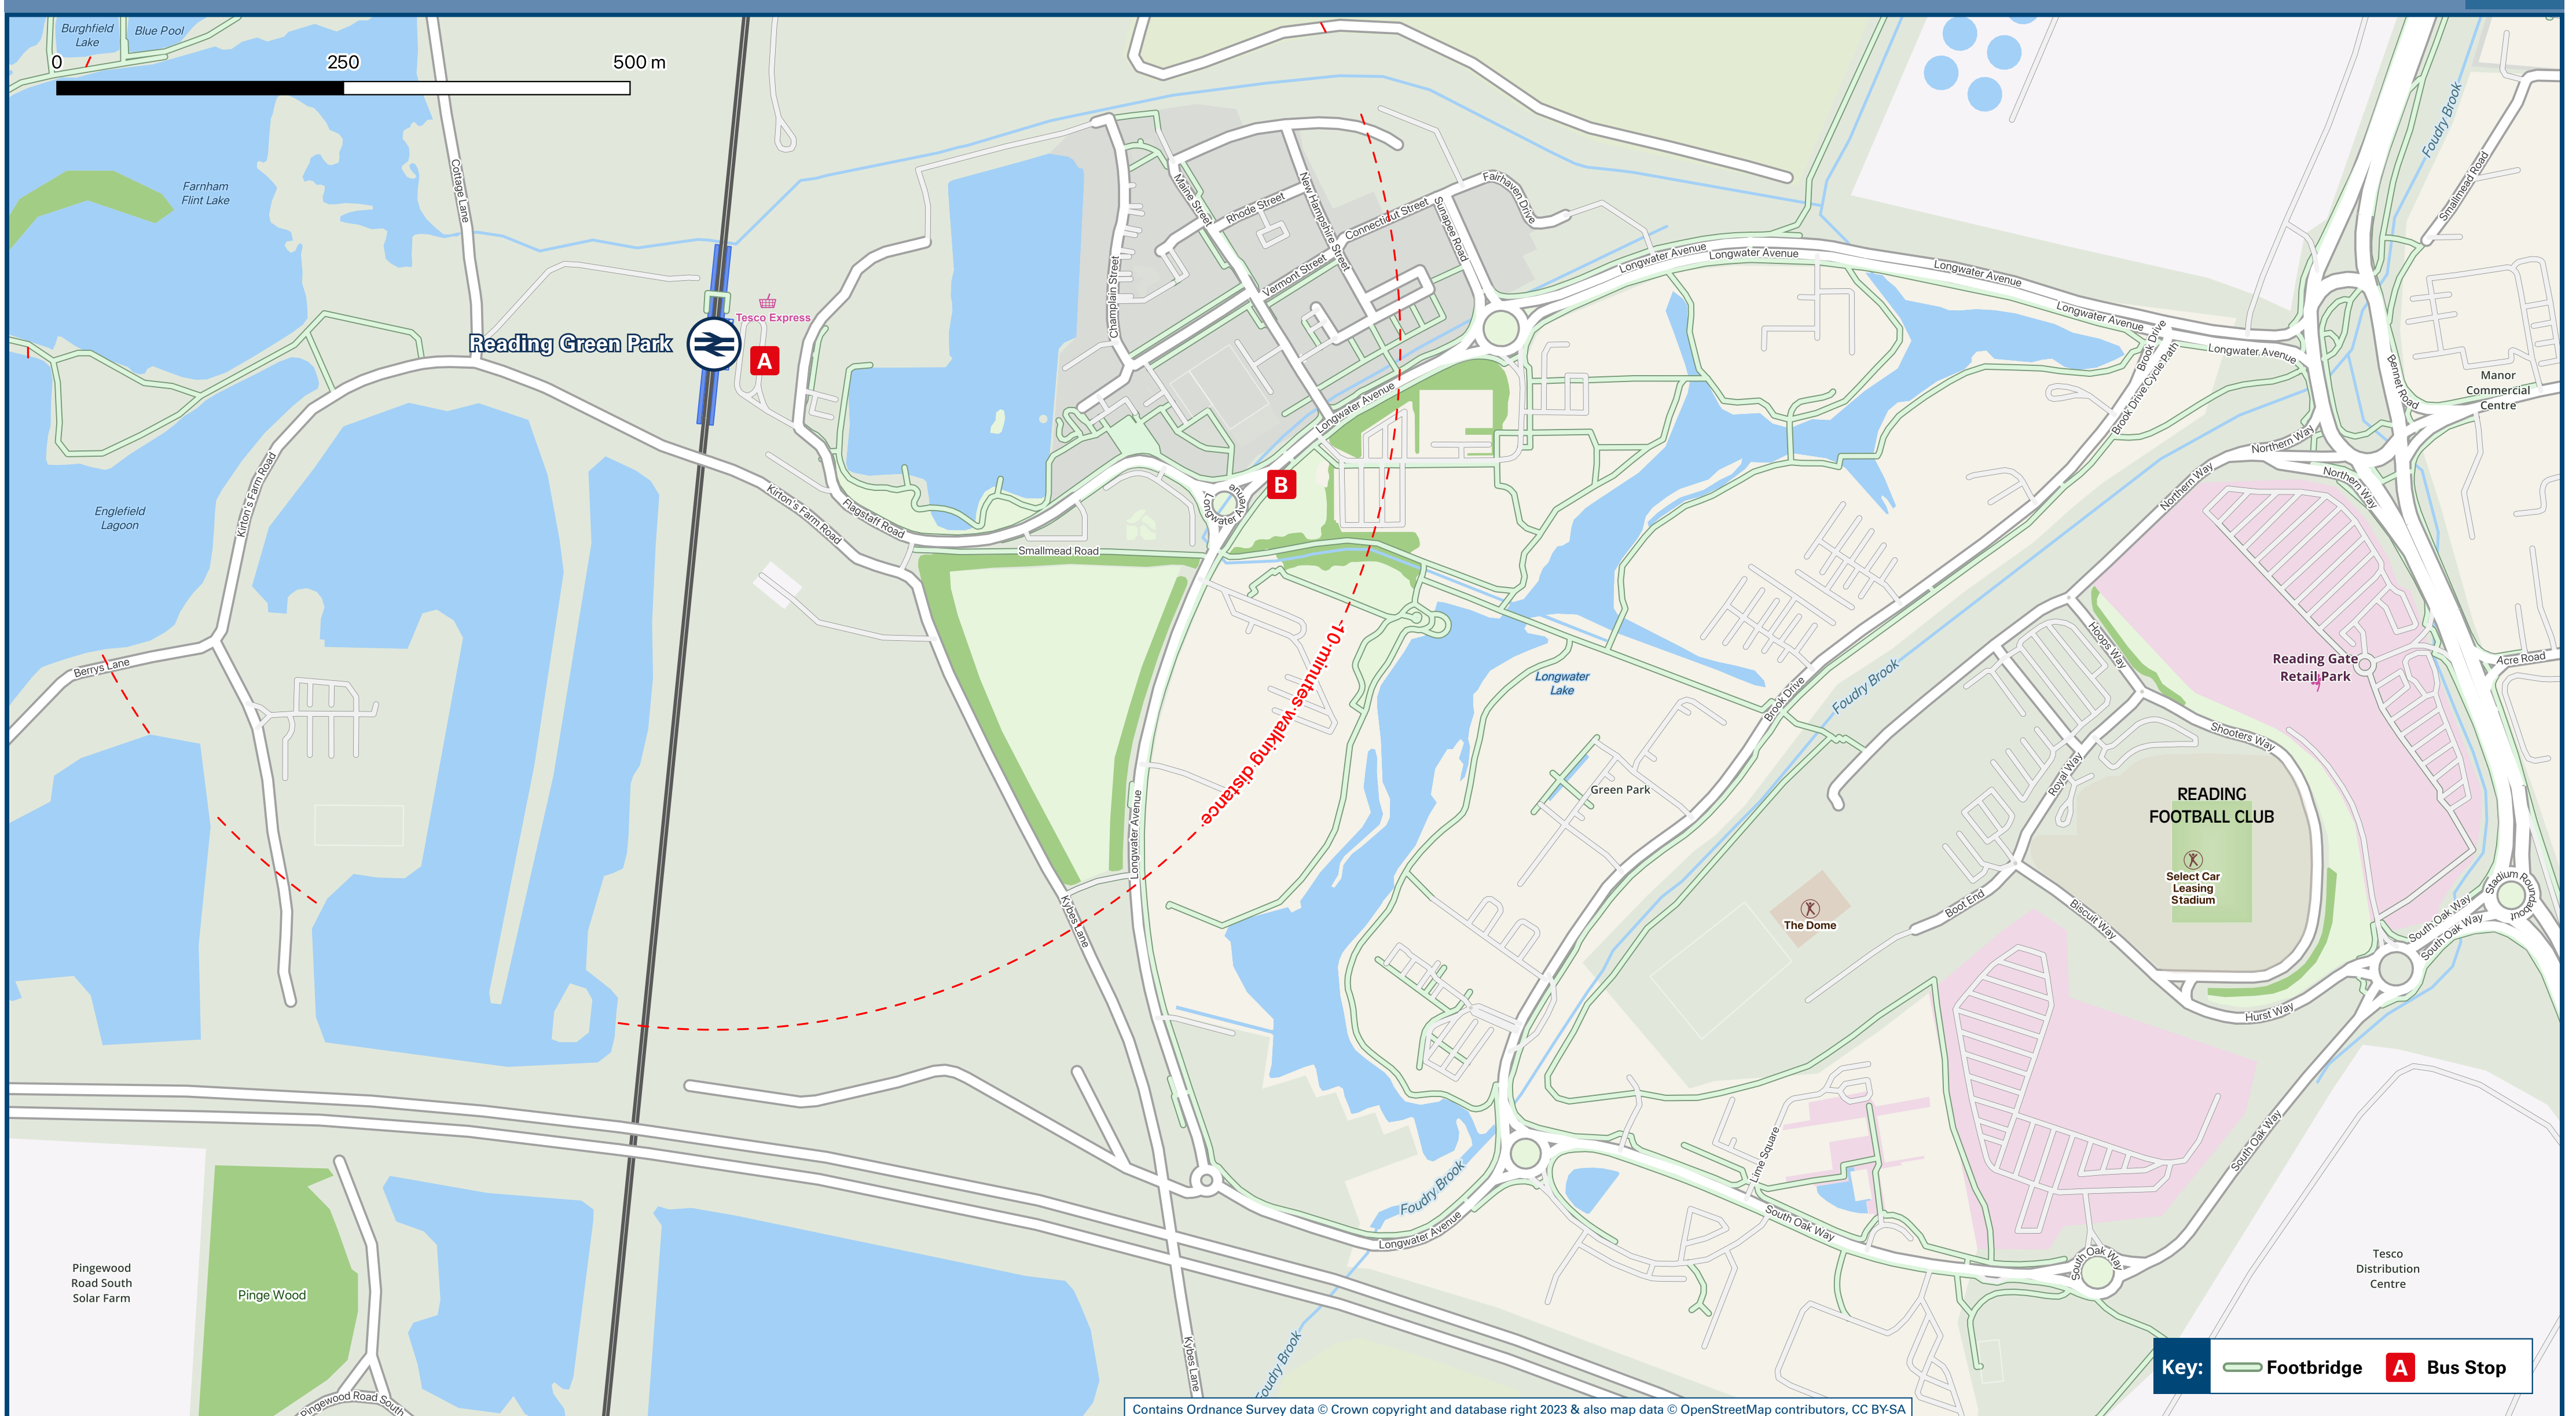 Burghfield
Lake
Blue Pool
0 250 500 m
Farnham
Flint Lake
Cottage Lane
Reading Green Park
Tesco Express
A
Champlain Street
Maine Street
Rhode Street
New Hampshire Street
Connecticut Street
Vermont Street
Sunapee Road
Fairhaven Drive
Longwater Avenue
Longwater Avenue
Longwater Avenue
Longwater Avenue
Longwater Avenue
Longwater Avenue
Brook Drive
Brook Drive Cycle Path
Foudry Brook
Smallmead Road
Bennet Road
Manor
Commercial
Centre
Northern Way
Northern Way
Northern Way
B
Longwater Avenue
Englefield
Lagoon
Kirton's Farm Road
Kirton's Farm Road
Flagstaff Road
Smallmead Road
Berrys Lane
-10-minutes-walking-distance-
Longwater
Lake
Brook Drive
Foudry Brook
Hoops Way
Reading Gate
Retail Park
Acre Road
Shooters Way
Royal Way
Green Park
READING
FOOTBALL CLUB
Select Car
Leasing
Stadium
The Dome
Boot End
Biscuit Way
Hurst Way
South Oak Way
South Oak Way
Stadium Roundabout
Longwater Avenue
Kybes Lane
Lime Square
South Oak Way
South Oak Way
South Oak Way
Foudry Brook
Longwater Avenue
Foudry Brook
Kybes Lane
Pingewood
Road South
Solar Farm
Pinge Wood
Pingewood Road South
Tesco
Distribution
Centre
Key: Footbridge A Bus Stop
Contains Ordnance Survey data © Crown copyright and database right 2023 & also map data © OpenStreetMap contributors, CC BY-SA